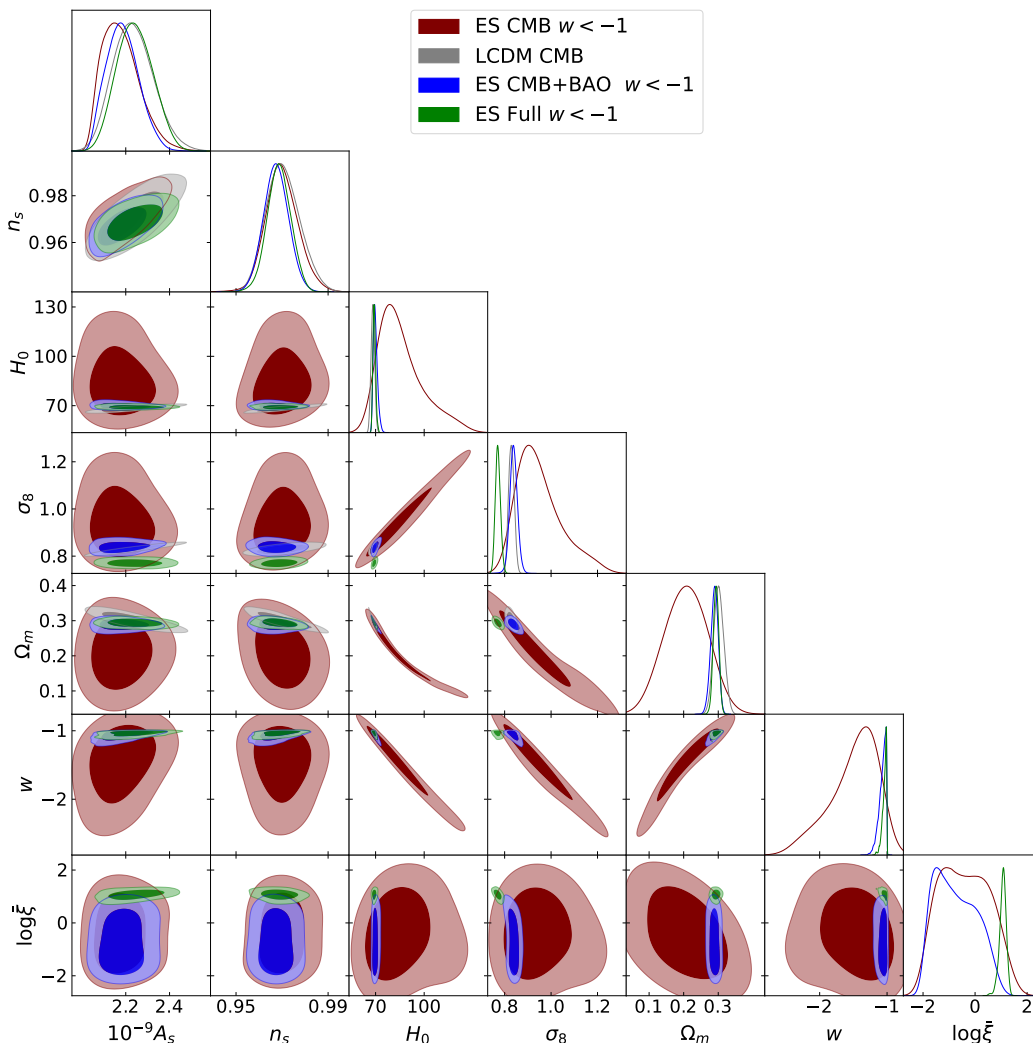 ES CMB w < −1
LCDM CMB
ES CMB+BAO w < −1
ES Full w < −1
n_s
0.98
0.96
H_0
130
100
70
σ_8
1.2
1.0
0.8
Ω_m
0.4
0.3
0.2
0.1
w
−1
−2
log ξ̄
2
0
−2
2.2 2.4 0.95 0.99 70 100 0.8 1.0 1.2 0.1 0.2 0.3 −2 −1 −2 0 2
10^{-9}A_s n_s H_0 σ_8 Ω_m w log ξ̄